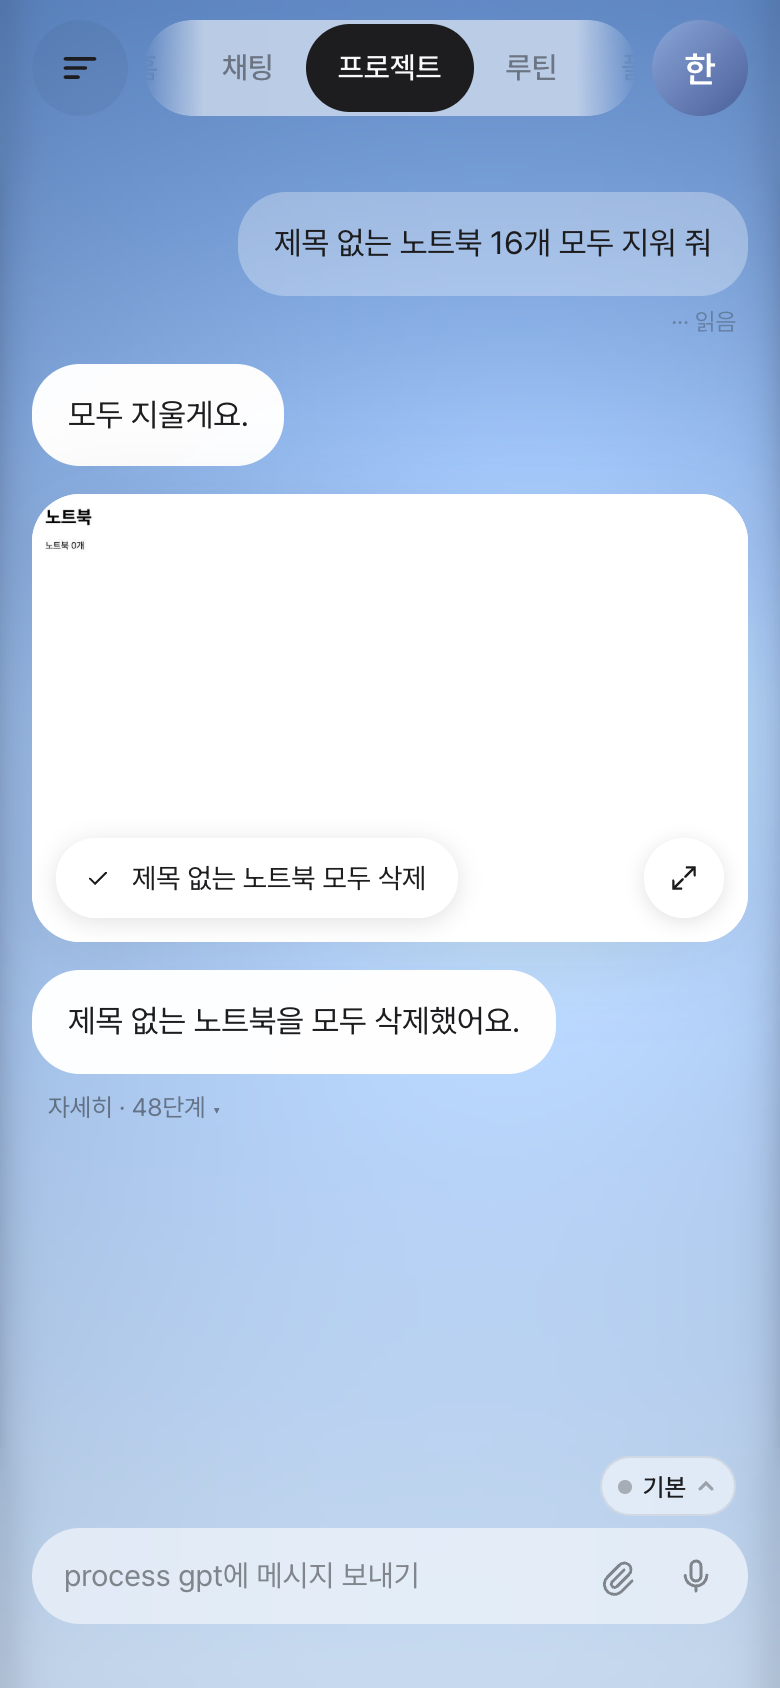 채팅
프로젝트
루틴
한
제목 없는 노트북 16개 모두 지워 줘
··· 읽음
모두 지울게요.
노트북
노트북 0개
제목 없는 노트북 모두 삭제
제목 없는 노트북을 모두 삭제했어요.
자세히 · 48단계 ▾
기본
process gpt에 메시지 보내기